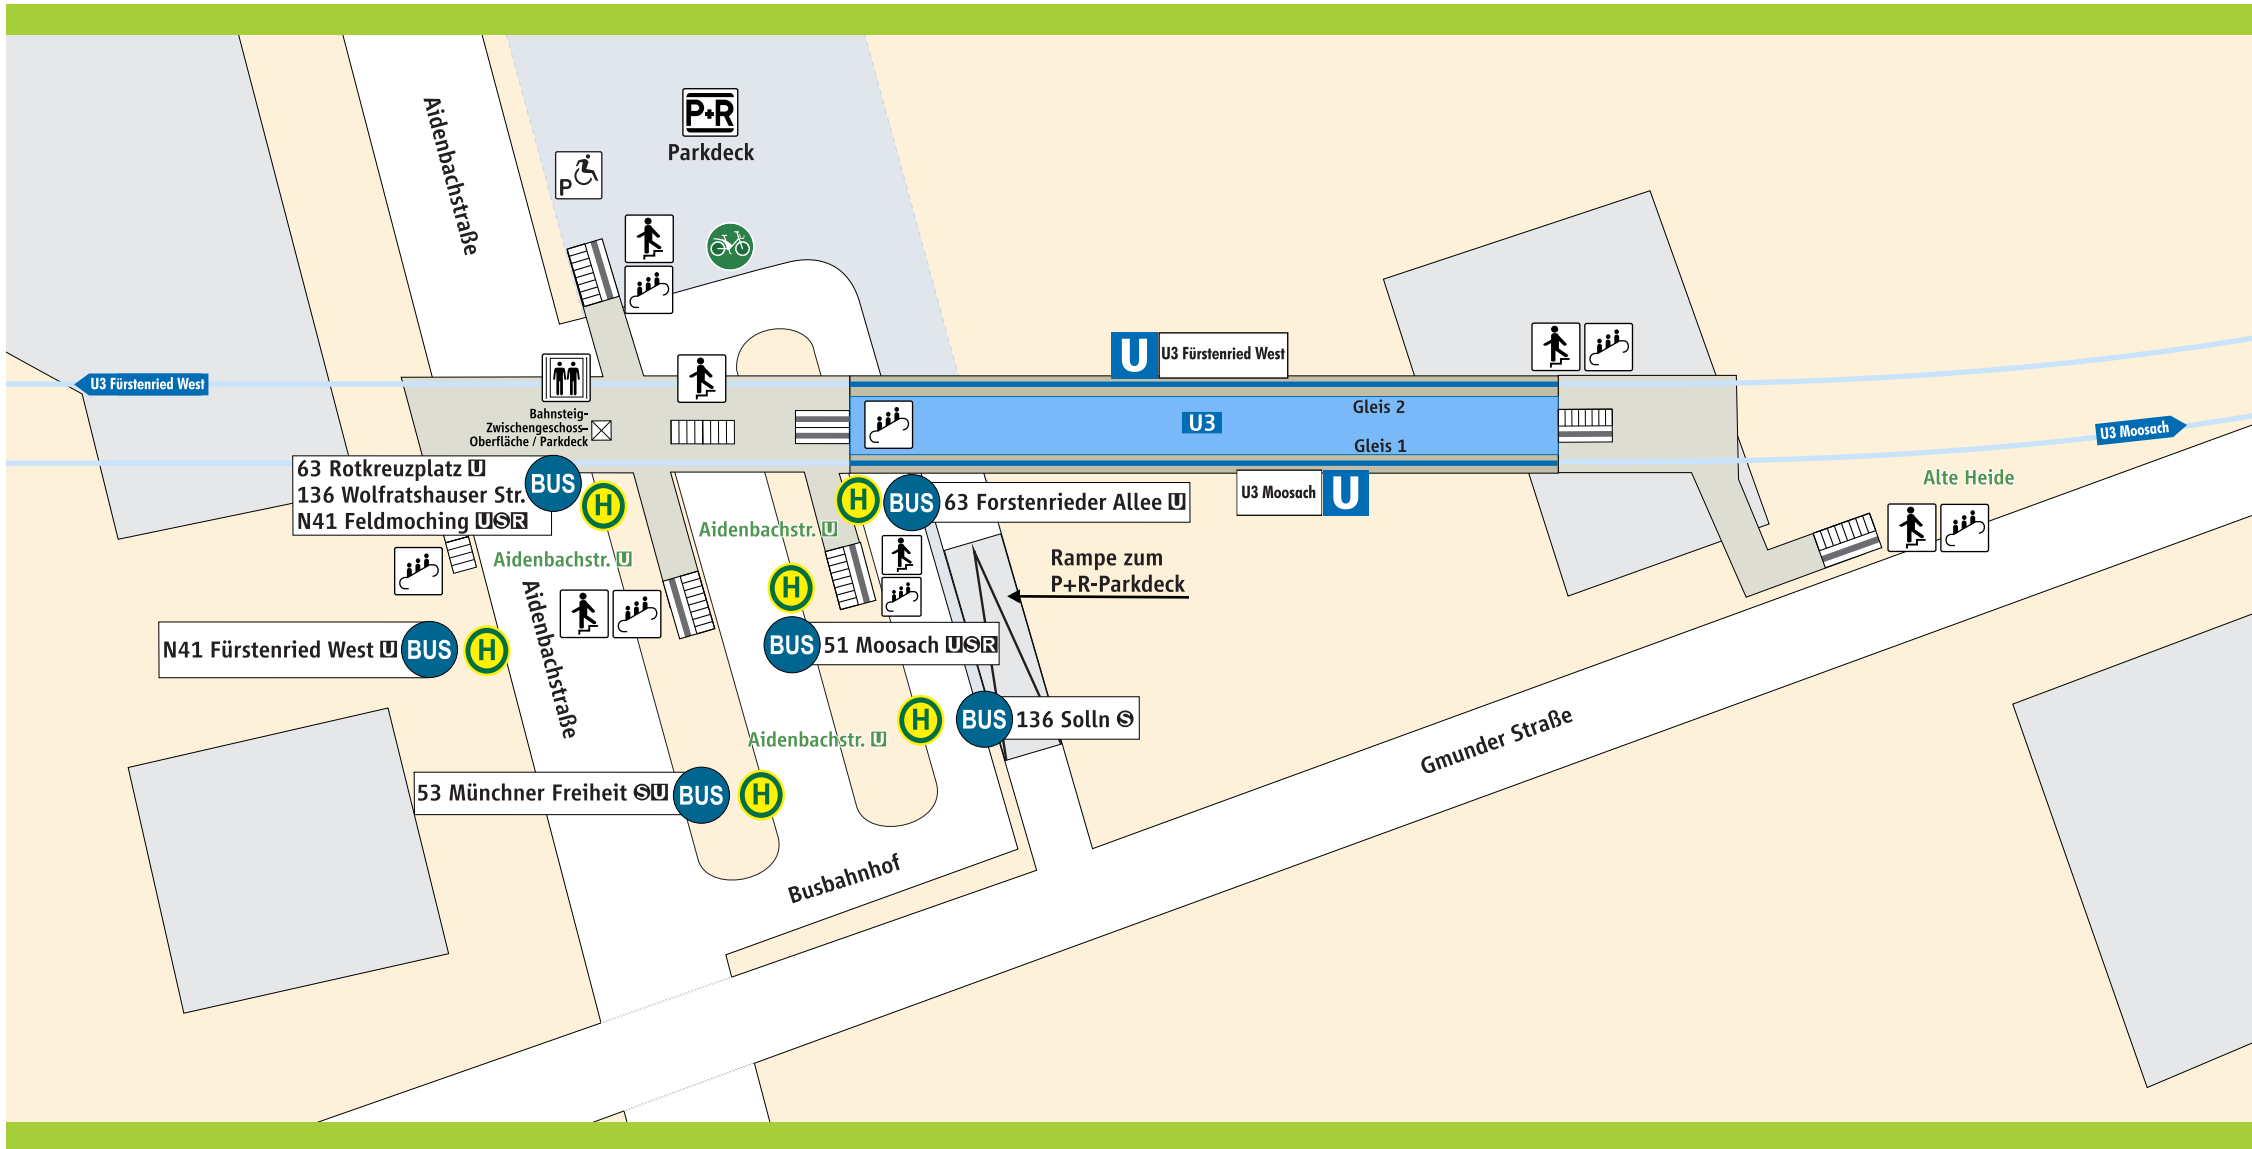 P+R
Parkdeck
Aidenbachstraße
P
U
U3 Fürstenried West
U3 Fürstenried West
Bahnsteig-
Zwischengeschoss-
Oberfläche / Parkdeck
Gleis 2
U3
Gleis 1
U3 Moosach
63 Rotkreuzplatz U
136 Wolfratshauser Str.
N41 Feldmoching U S R
BUS
H
Aidenbachstr. U
Aidenbachstr. U
H
BUS
63 Forstenrieder Allee U
U3 Moosach
U
Alte Heide
Rampe zum
P+R-Parkdeck
H
Aidenbachstraße
N41 Fürstenried West U
BUS
H
BUS
51 Moosach U S R
H
BUS
136 Solln S
Aidenbachstr. U
53 Münchner Freiheit S U
BUS
H
Busbahnhof
Gmunder Straße